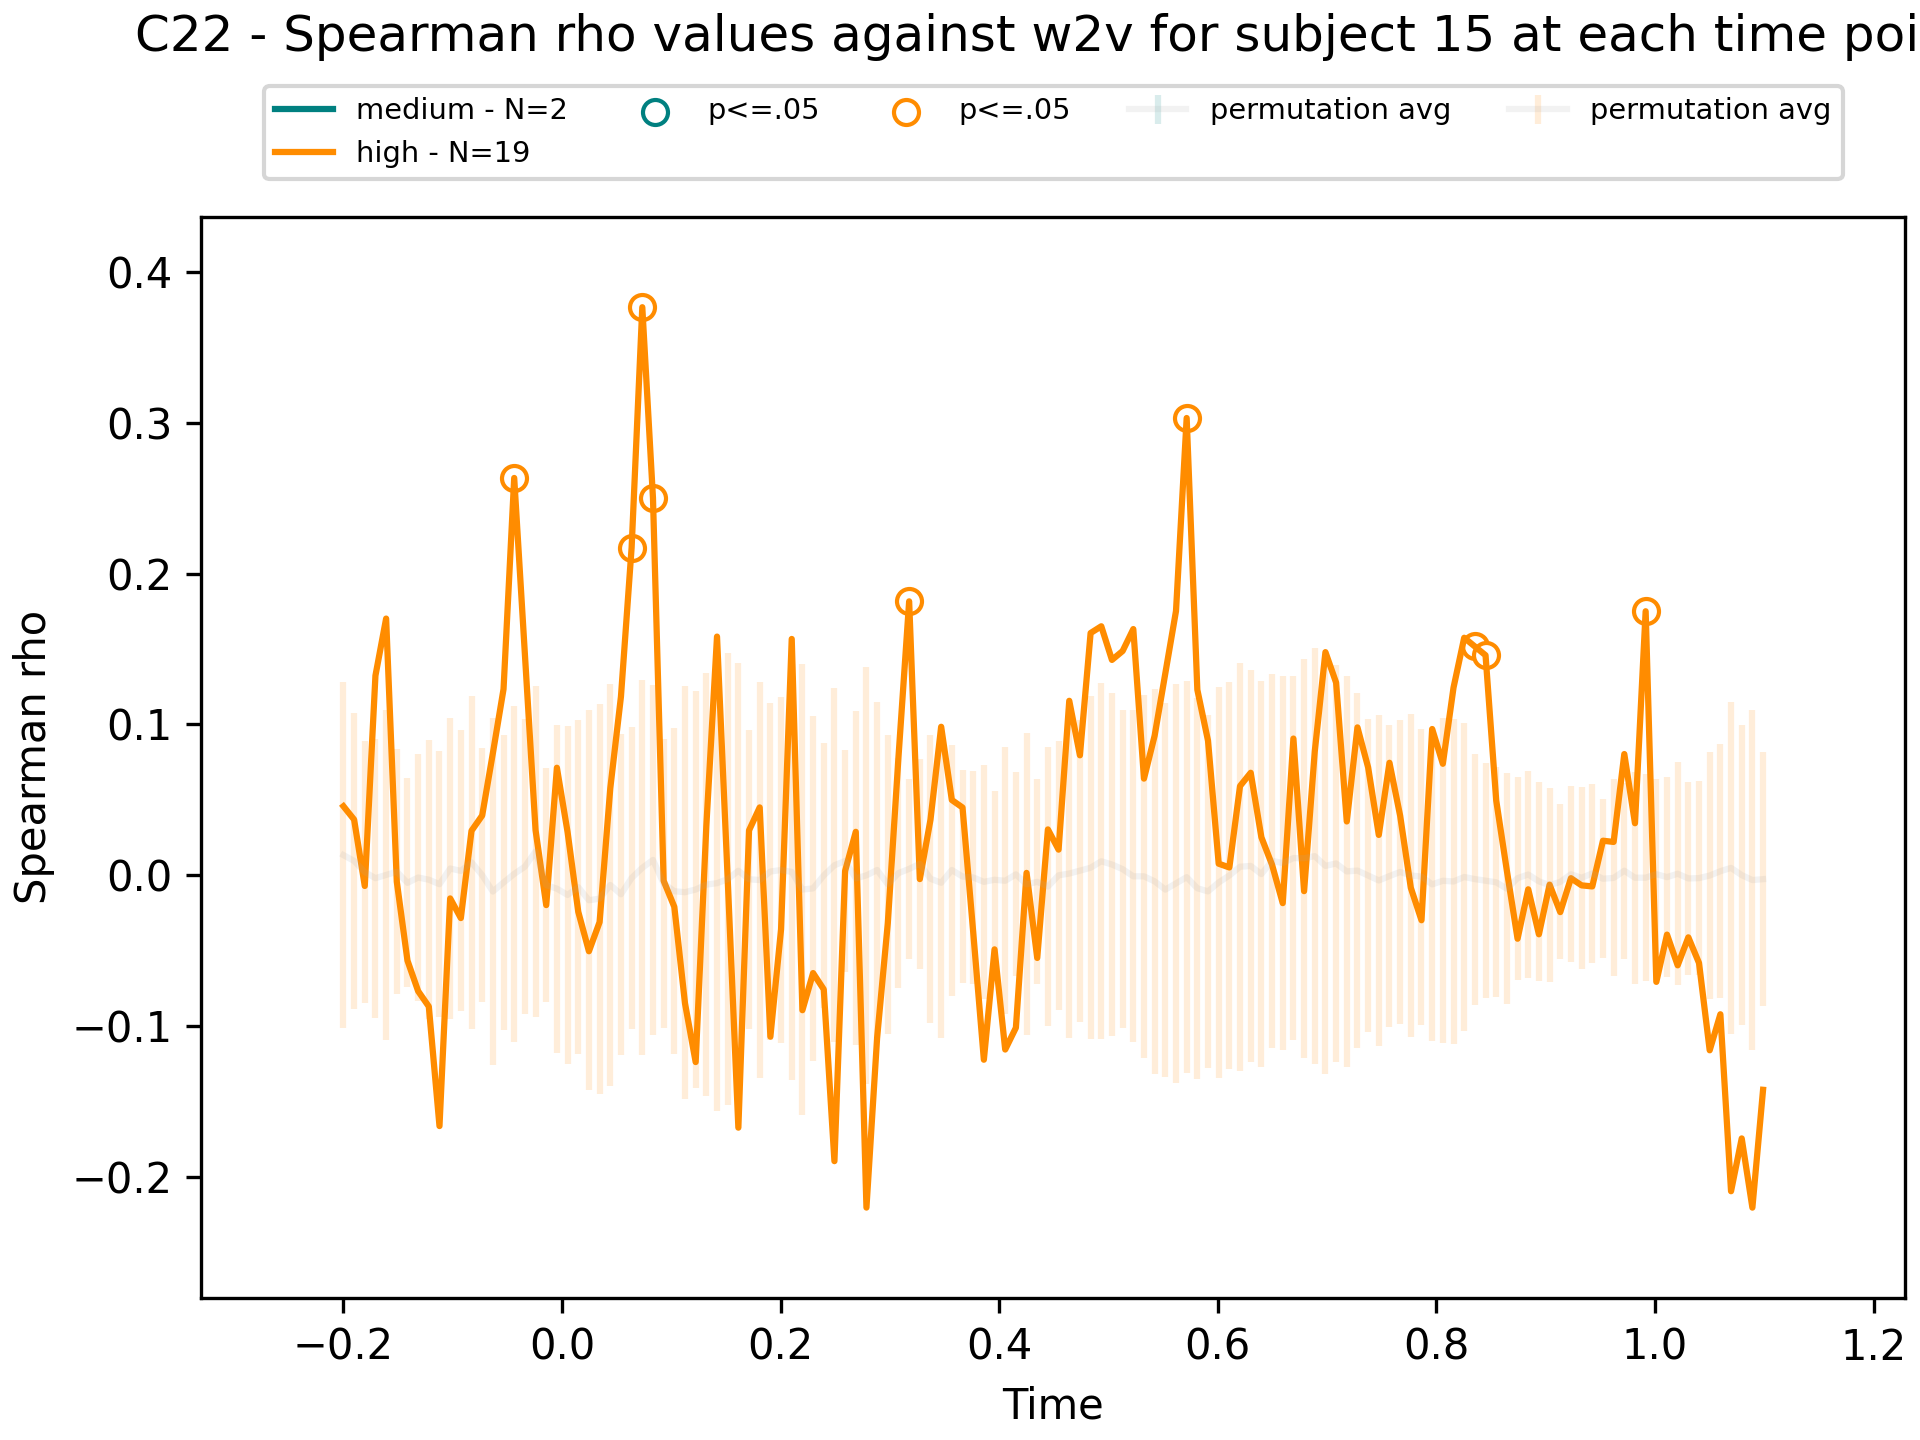 C22 - Spearman rho values against w2v for subject 15 at each time poi
medium - N=2
high - N=19
p<=.05
p<=.05
permutation avg
permutation avg
Spearman rho
0.4
0.3
0.2
0.1
0.0
−0.1
−0.2
−0.2 0.0 0.2 0.4 0.6 0.8 1.0 1.2
Time